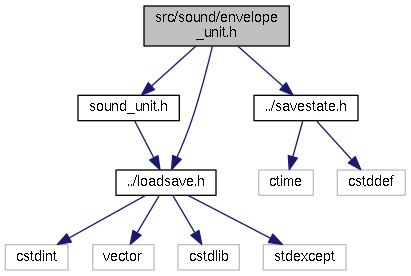 src/sound/envelope
_unit.h
sound_unit.h
../savestate.h
../loadsave.h
ctime
cstddef
cstdint
vector
cstdlib
stdexcept